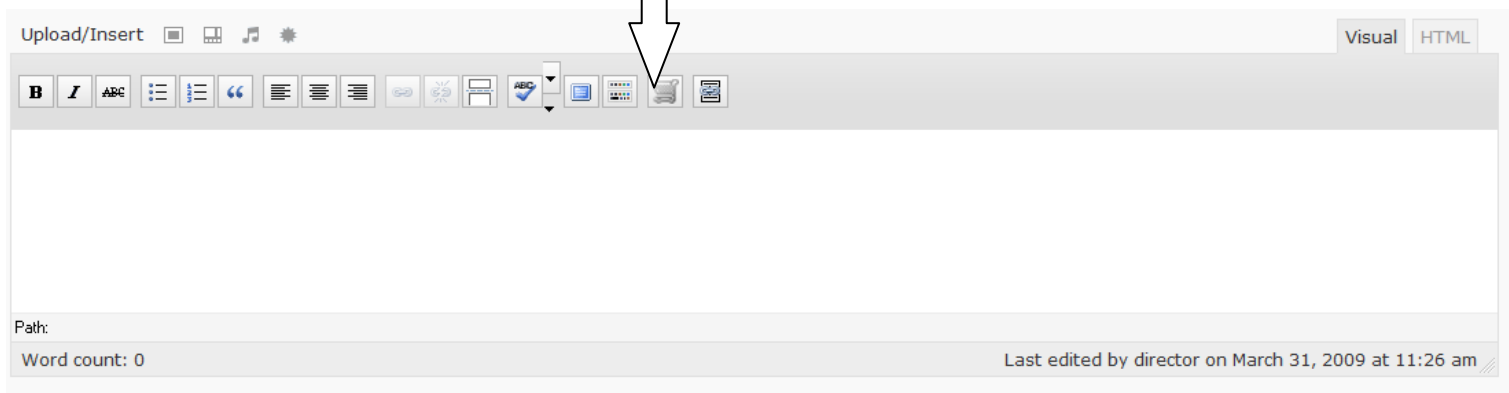 Upload/Insert
Visual HTML
B I ABC ABC
Path:
Word count: 0 Last edited by director on March 31, 2009 at 11:26 am